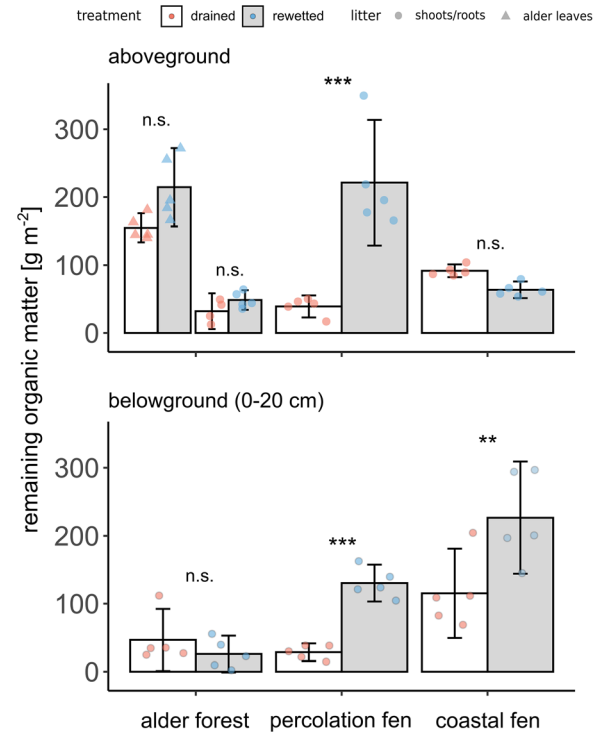 treatment drained rewetted litter shoots/roots alder leaves
aboveground
***
n.s.
300
n.s.
200
n.s.
100
0
remaining organic matter [g m-2]
belowground (0-20 cm)
**
300
***
200
n.s.
100
0
alder forest percolation fen coastal fen